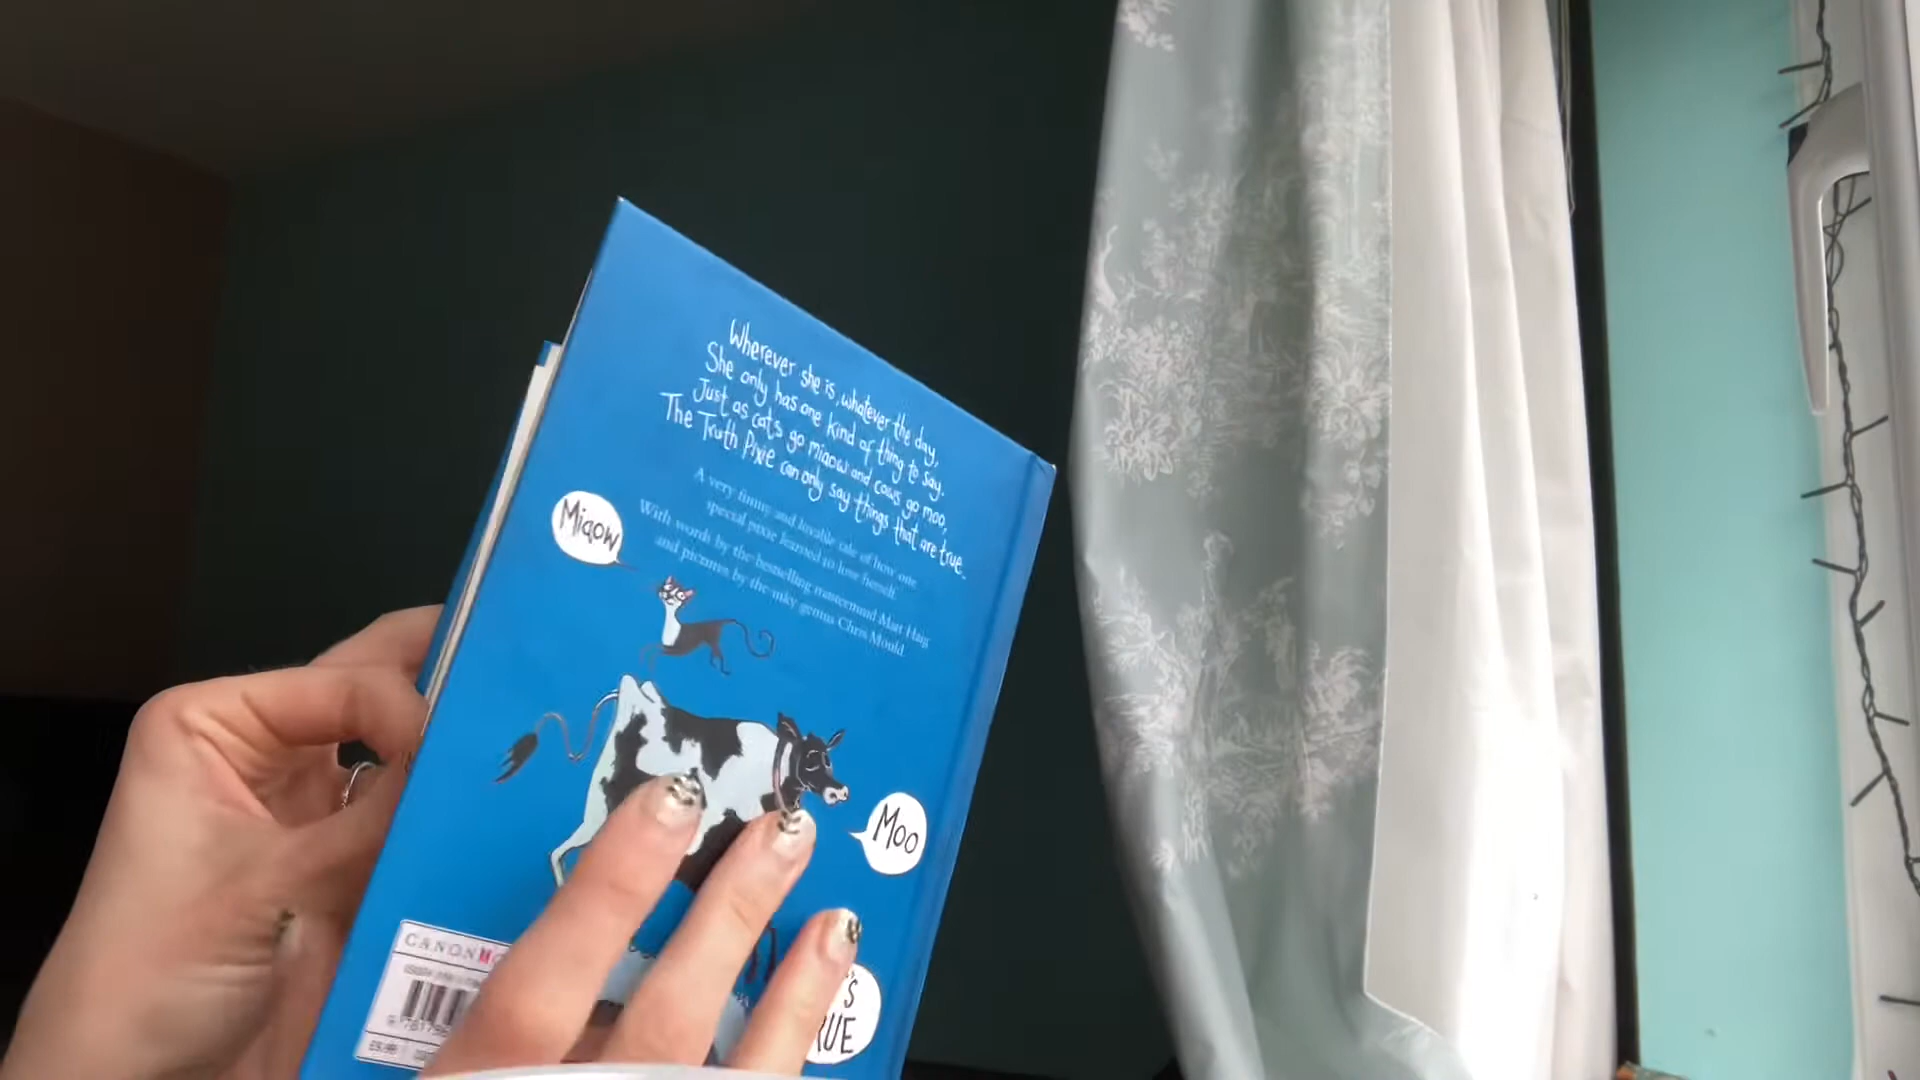 Wherever she is, whatever the day,
She only has one kind of thing to say.
Just as cats go miaow and cows go moo,
The Truth Pixie can only say things that are true.
A very funny and lovable tale of how one
special pixie learned to love herself.
With words by the bestselling mastermind Matt Haig
and pictures by the inky genius Chris Mould.
Miaow
Moo